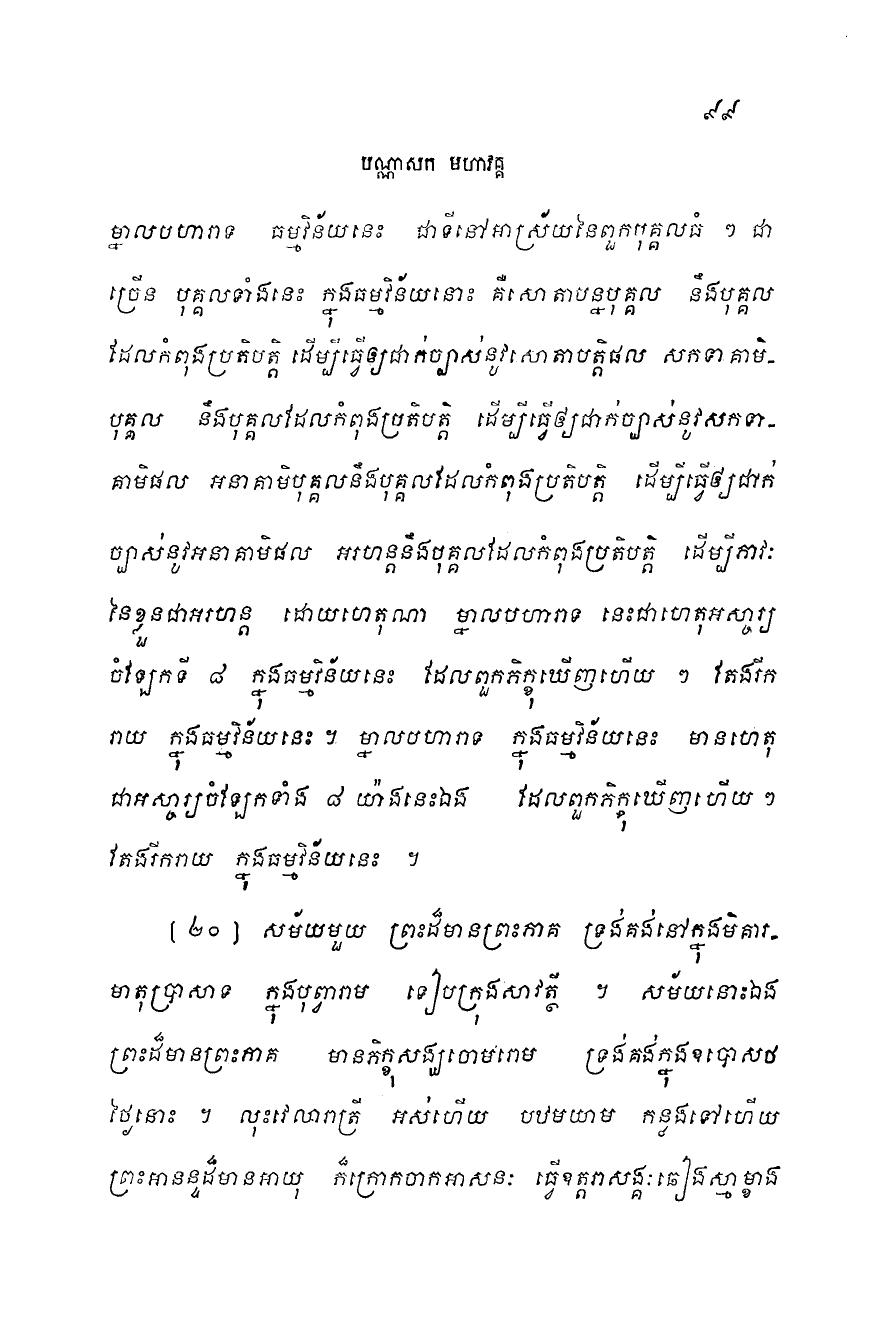 ៩៩
បណ្ណាសក មហាវគ្គ
ម្នាលបហារាទ ធម្មវិន័យនេះ ជាទីនៅអាស្រ័យនៃពួកបុគ្គលធំ ៗ ជា
ច្រើន បុគ្គលទាំងនេះ ក្នុងធម្មវិន័យនោះ គឺសោតាបន្នបុគ្គល នឹងបុគ្គល
ដែលកំពុងប្រតិបត្តិ ដើម្បីធ្វើឲ្យជាក់ច្បាស់នូវសោតាបត្តិផល សកទាគាមិ-
បុគ្គល នឹងបុគ្គលដែលកំពុងប្រតិបត្តិ ដើម្បីធ្វើឲ្យជាក់ច្បាស់នូវសកទា-
គាមិផល អនាគាមិបុគ្គលនឹងបុគ្គលដែលកំពុងប្រតិបត្តិ ដើម្បីធ្វើឲ្យជាក់
ច្បាស់នូវអនាគាមិផល អរហន្តនឹងបុគ្គលដែលកំពុងប្រតិបត្តិ ដើម្បីភាវៈ
នៃខ្លួនជាអរហន្ត ដោយហេតុណា ម្នាលបហារាទ នេះជាហេតុអស្ចារ្យ
ចំឡែកទី ៨ ក្នុងធម្មវិន័យនេះ ដែលពួកភិក្ខុឃើញហើយ ៗ តែងរីក
រាយ ក្នុងធម្មវិន័យនេះ ។ ម្នាលបហារាទ ក្នុងធម្មវិន័យនេះ មានហេតុ
ជាអស្ចារ្យចំឡែកទាំង ៨ យ៉ាងនេះឯង ដែលពួកភិក្ខុឃើញហើយ ៗ
តែងរីករាយ ក្នុងធម្មវិន័យនេះ ។
[ ២០ ] សម័យមួយ ព្រះដ៏មានព្រះភាគ ទ្រង់គង់នៅក្នុងមិគារ-
មាតុប្រាសាទ ក្នុងបុព្វារាម ទៀបក្រុងសាវត្ថី ។ សម័យនោះឯង
ព្រះដ៏មានព្រះភាគ មានភិក្ខុសង្ឃចោមរោម ទ្រង់គង់ក្នុងឧបោសថ
ថ្ងៃនោះ ។ លុះវេលារាត្រី អស់ហើយ បឋមយាម កន្លងទៅហើយ
ព្រះអានន្ទដ៏មានអាយុ ក៏ក្រោកចាកអាសនៈ ធ្វើឧត្តរាសង្គៈឆៀងស្មាម្ខាង